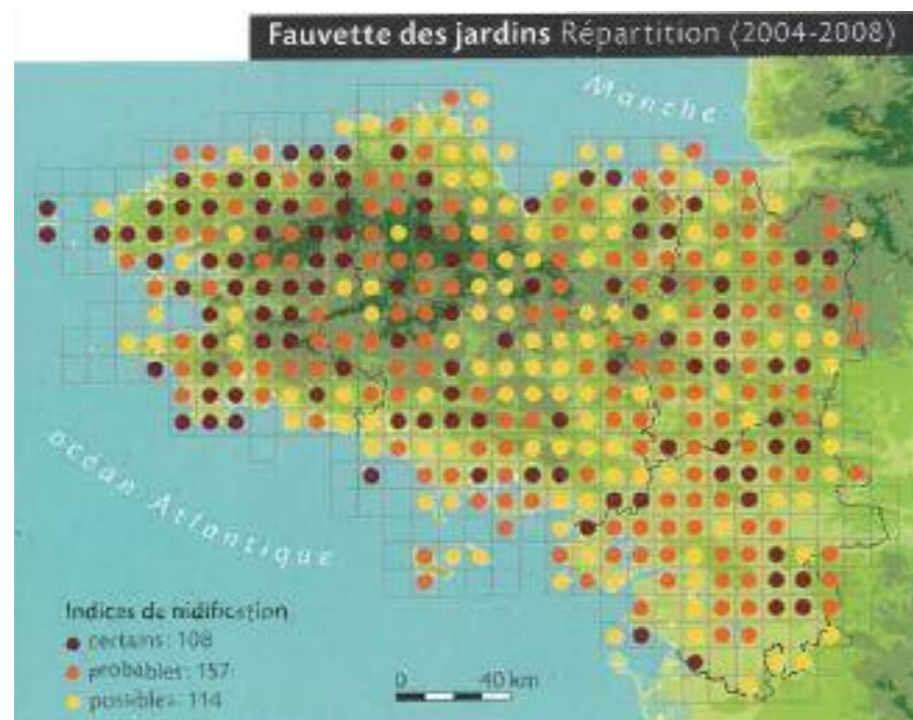 Fauvette des jardins Répartition (2004-2008)
Manche
océan Atlantique
Indices de nidification
certains : 108
probables : 157
possibles : 114
0 40 km